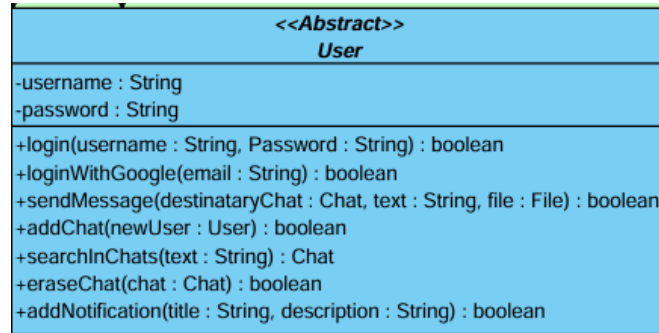 <<Abstract>>
User
-username : String
-password : String
+login(username : String, Password : String) : boolean
+loginWithGoogle(email : String) : boolean
+sendMessage(destinataryChat : Chat, text : String, file : File) : boolean
+addChat(newUser : User) : boolean
+searchInChats(text : String) : Chat
+eraseChat(chat : Chat) : boolean
+addNotification(title : String, description : String) : boolean